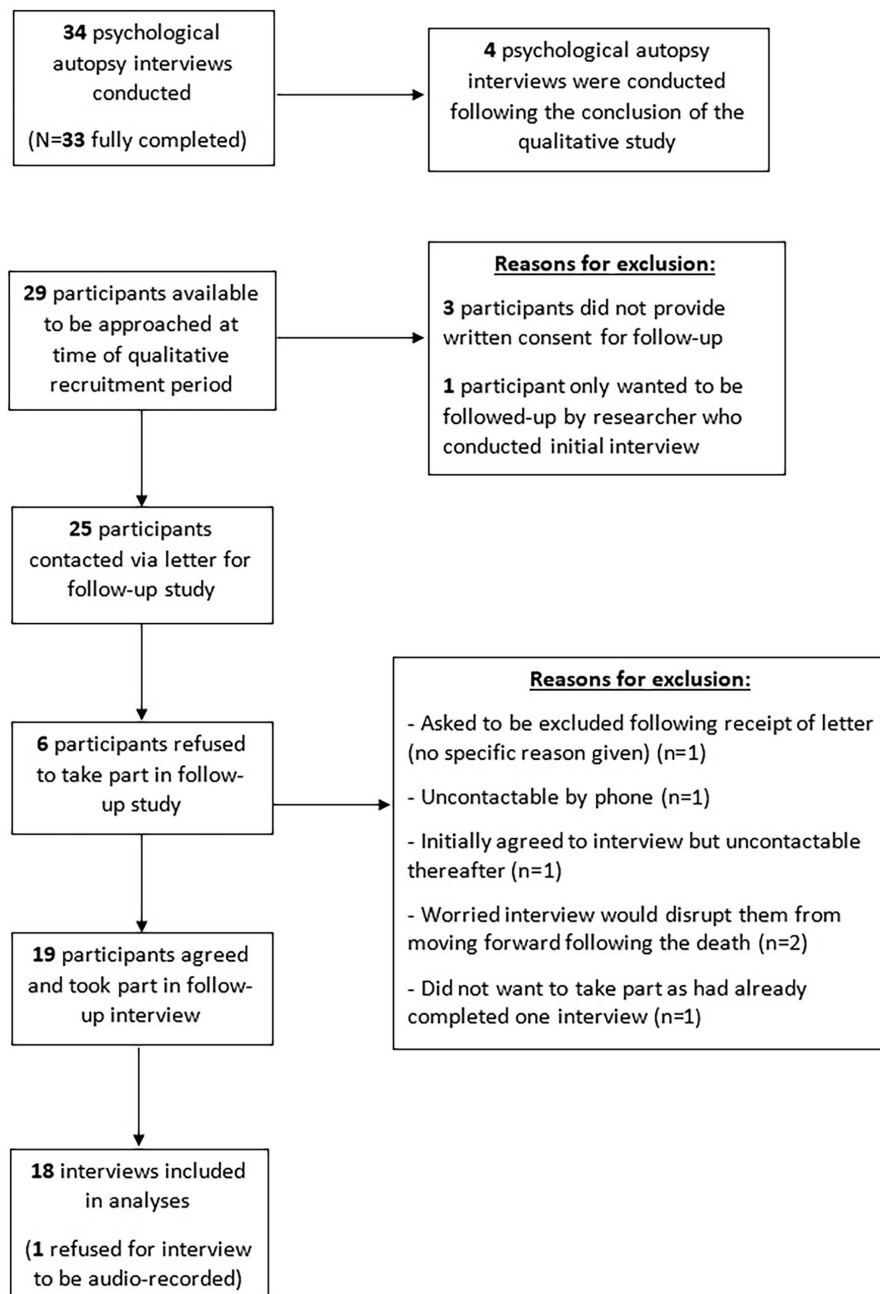 34 psychological
autopsy interviews
conducted
(N=33 fully completed)
4 psychological autopsy
interviews were conducted
following the conclusion of the
qualitative study
29 participants available
to be approached at
time of qualitative
recruitment period
Reasons for exclusion:
3 participants did not provide
written consent for follow-up
1 participant only wanted to be
followed-up by researcher who
conducted initial interview
25 participants
contacted via letter for
follow-up study
6 participants refused
to take part in follow-
up study
Reasons for exclusion:
- Asked to be excluded following receipt of letter
(no specific reason given) (n=1)
- Uncontactable by phone (n=1)
- Initially agreed to interview but uncontactable
thereafter (n=1)
- Worried interview would disrupt them from
moving forward following the death (n=2)
- Did not want to take part as had already
completed one interview (n=1)
19 participants agreed
and took part in follow-
up interview
18 interviews included
in analyses
(1 refused for interview
to be audio-recorded)